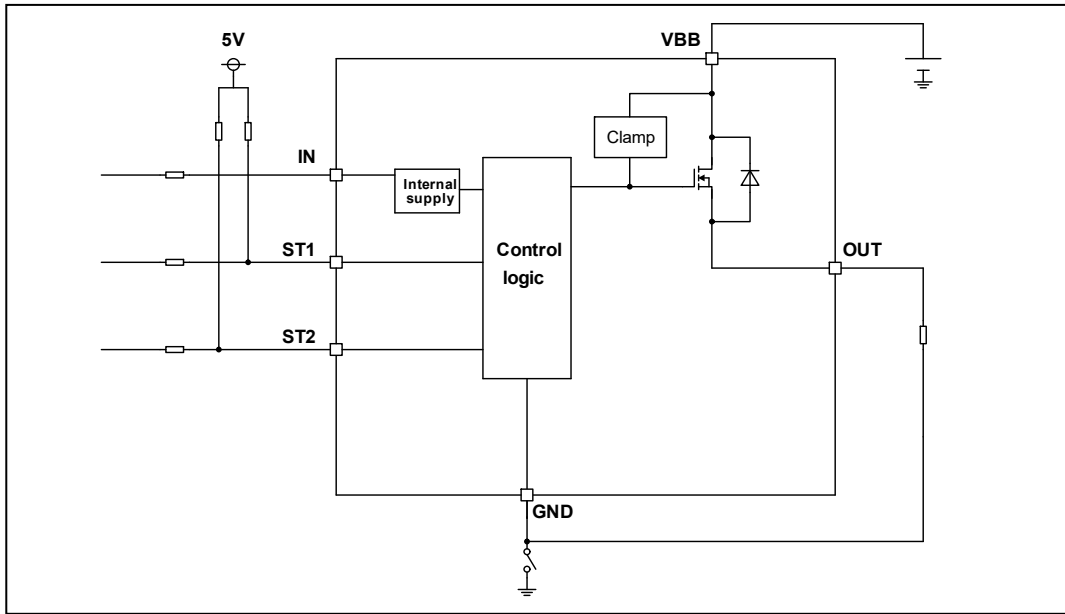 5V
VBB
Clamp
IN
Internal
supply
ST1
Control
logic
OUT
ST2
GND